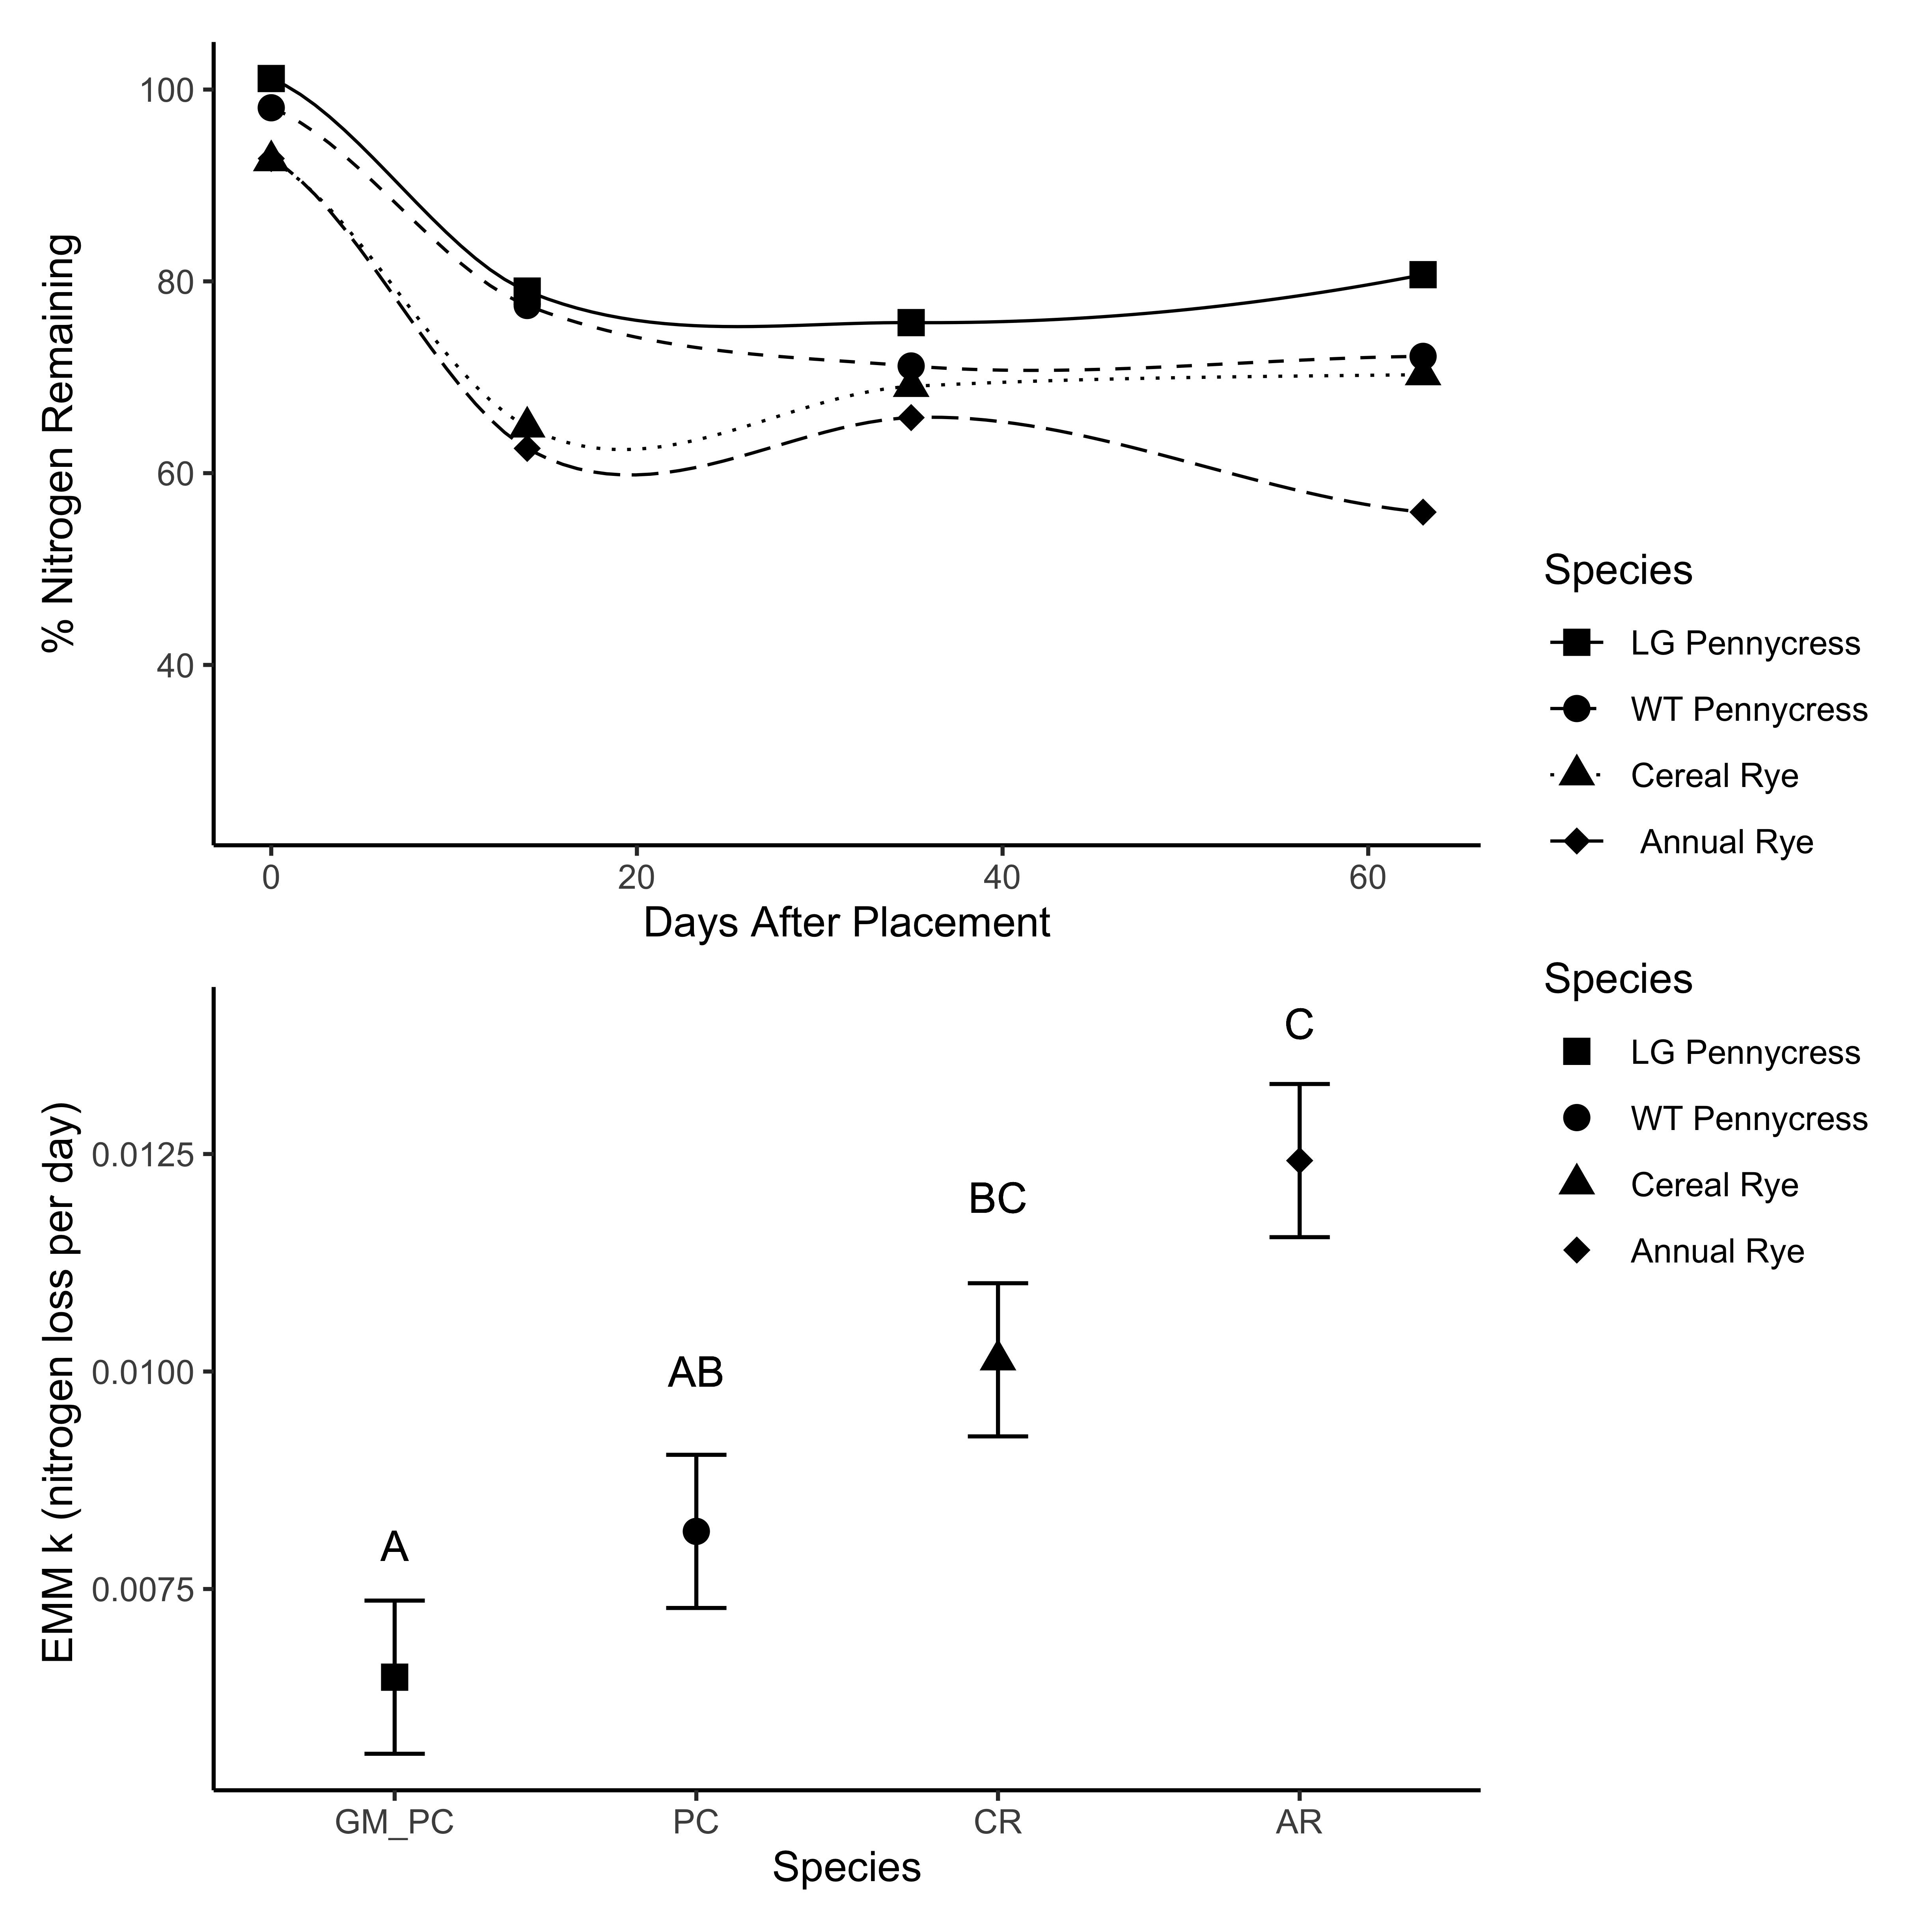 100
80
60
40
% Nitrogen Remaining
0 20 40 60
Days After Placement
Species
LG Pennycress
WT Pennycress
Cereal Rye
Annual Rye
0.0125
0.0100
0.0075
EMM k (nitrogen loss per day)
A
AB
BC
C
GM_PC PC CR AR
Species
Species
LG Pennycress
WT Pennycress
Cereal Rye
Annual Rye